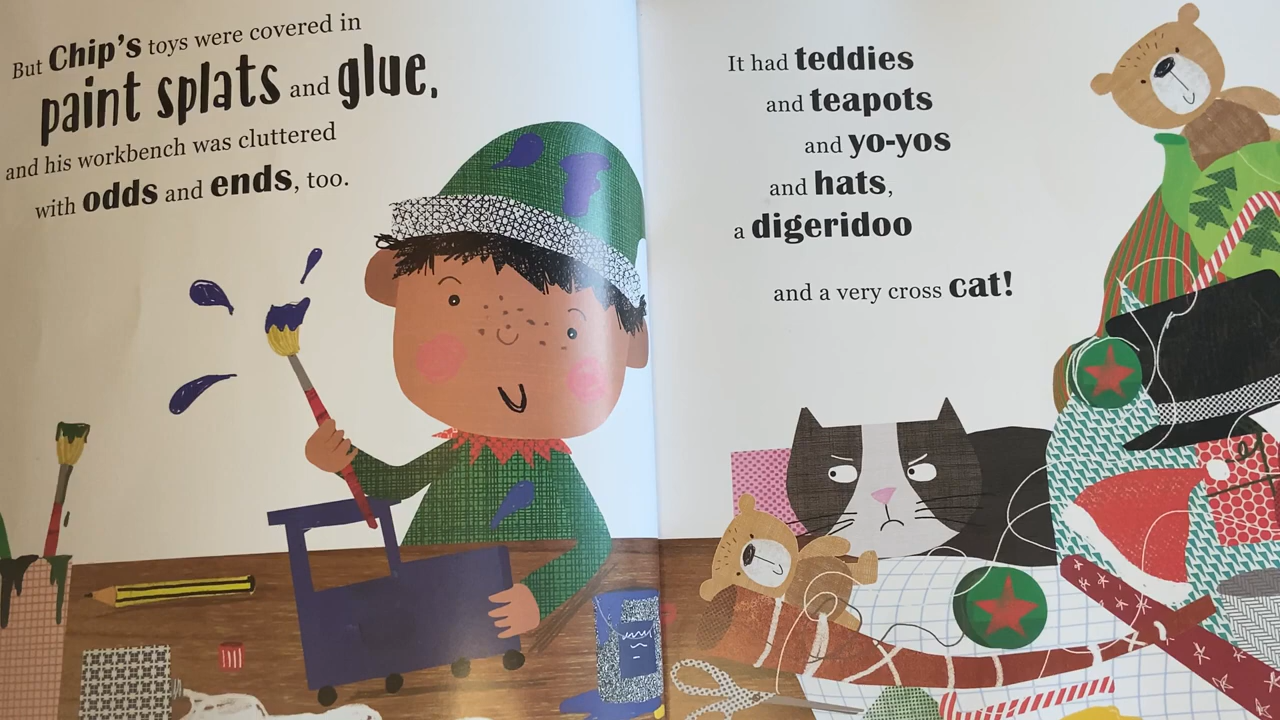 But Chip's toys were covered in
paint splats and glue,
and his workbench was cluttered
with odds and ends, too.
It had teddies
and teapots
and yo-yos
and hats,
a digeridoo
and a very cross cat!